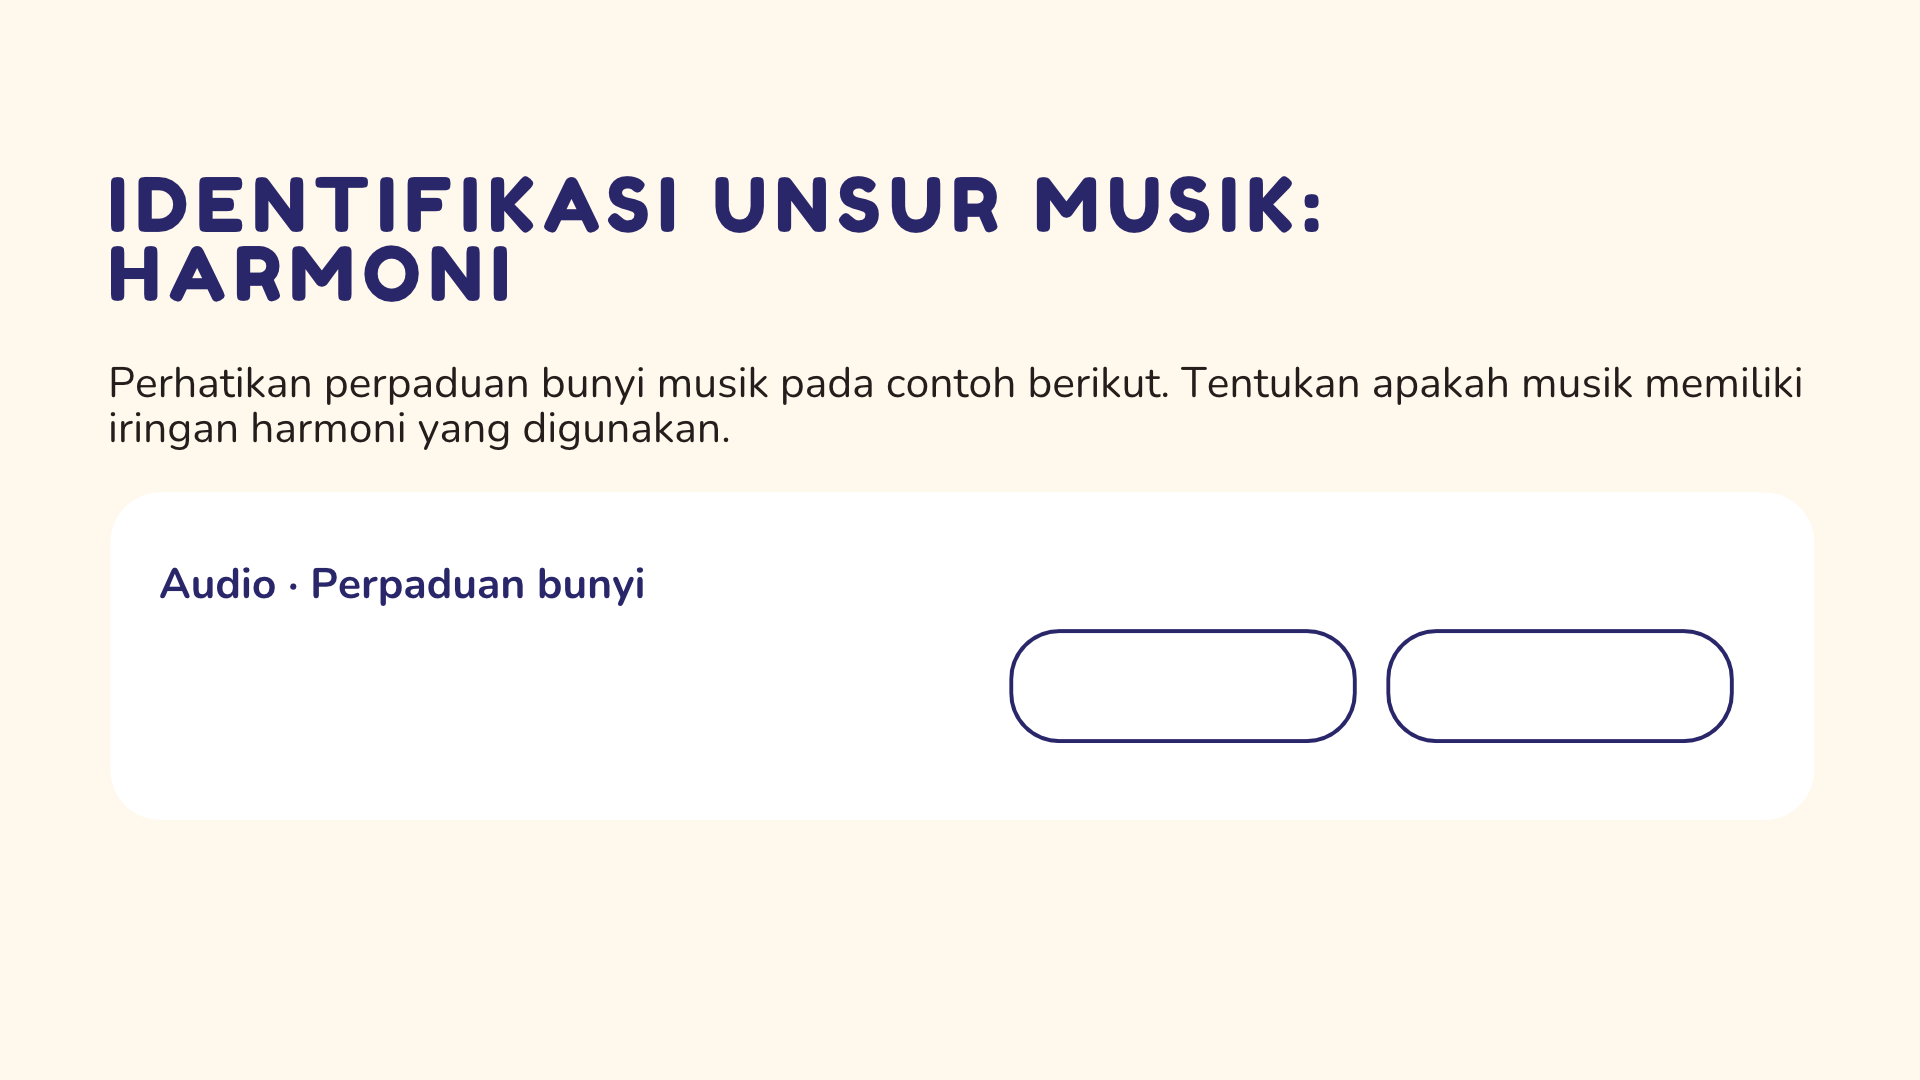 IDENTIFIKASI UNSUR MUSIK:
HARMONI
Perhatikan perpaduan bunyi musik pada contoh berikut. Tentukan apakah musik memiliki
iringan harmoni yang digunakan.
Audio · Perpaduan bunyi